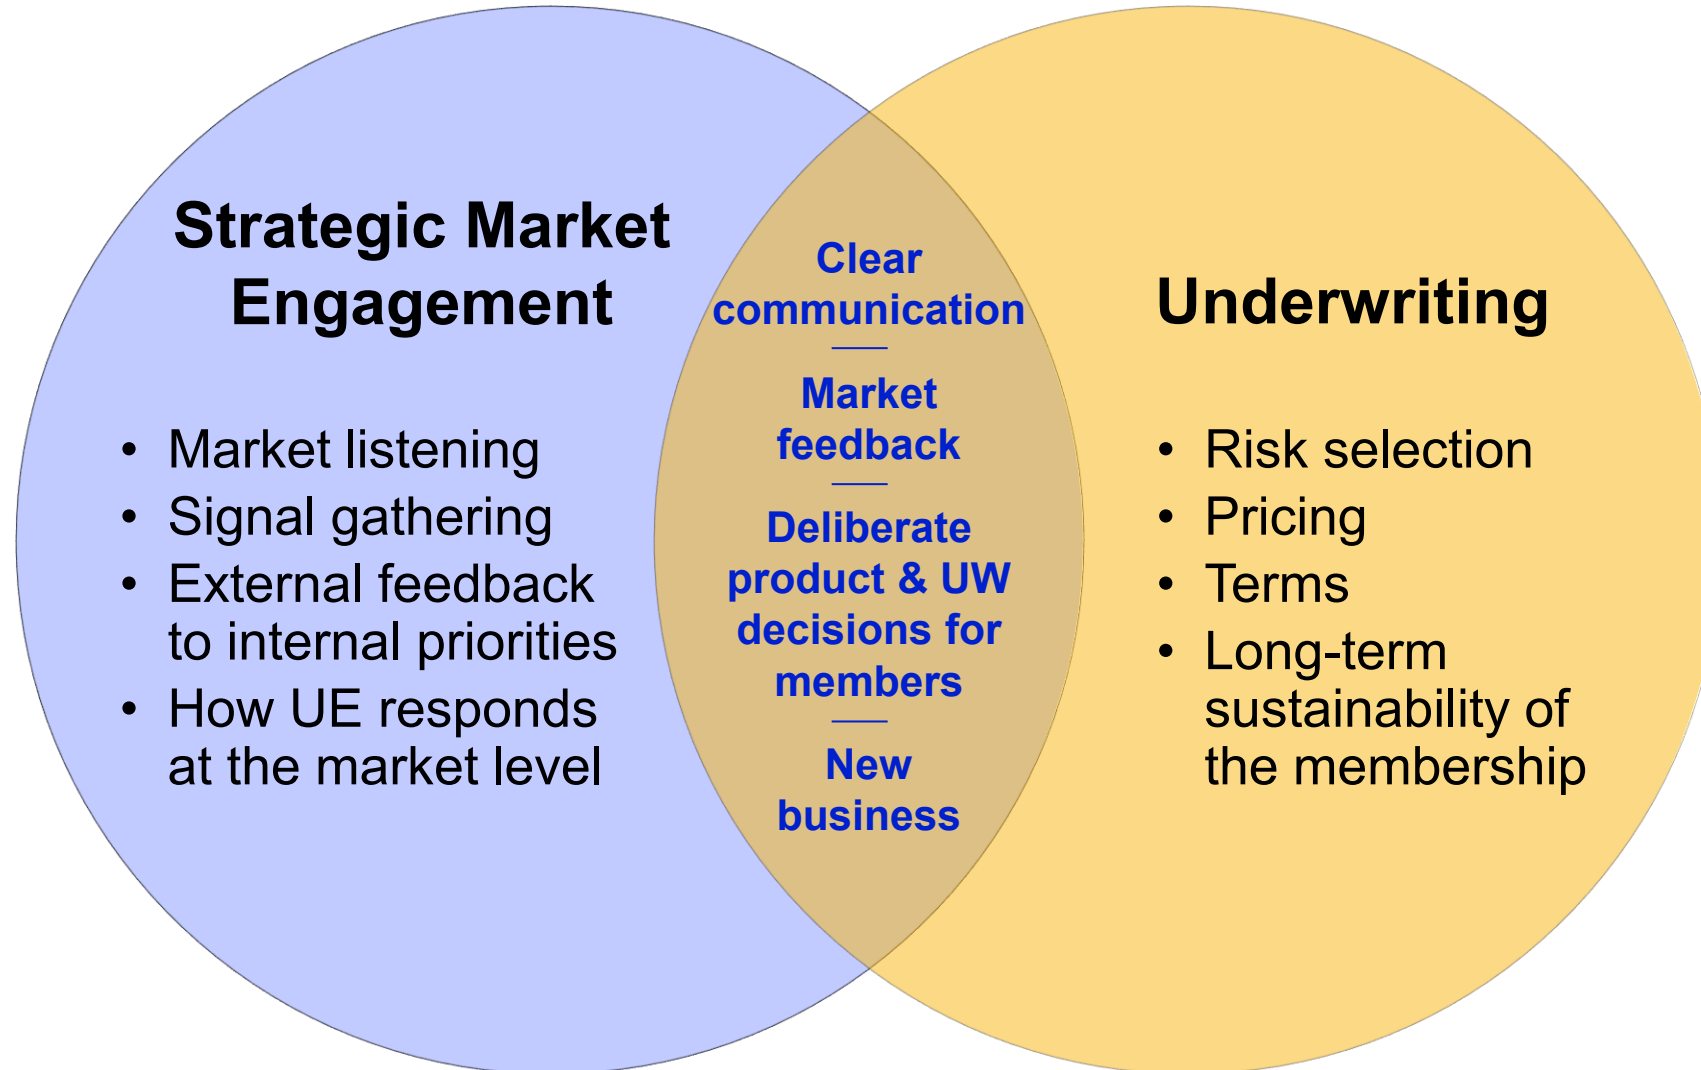 Strategic Market
Engagement
• Market listening
• Signal gathering
• External feedback
to internal priorities
• How UE responds
at the market level
Clear
communication
Market
feedback
Deliberate
product & UW
decisions for
members
New
business
Underwriting
• Risk selection
• Pricing
• Terms
• Long-term
sustainability of
the membership